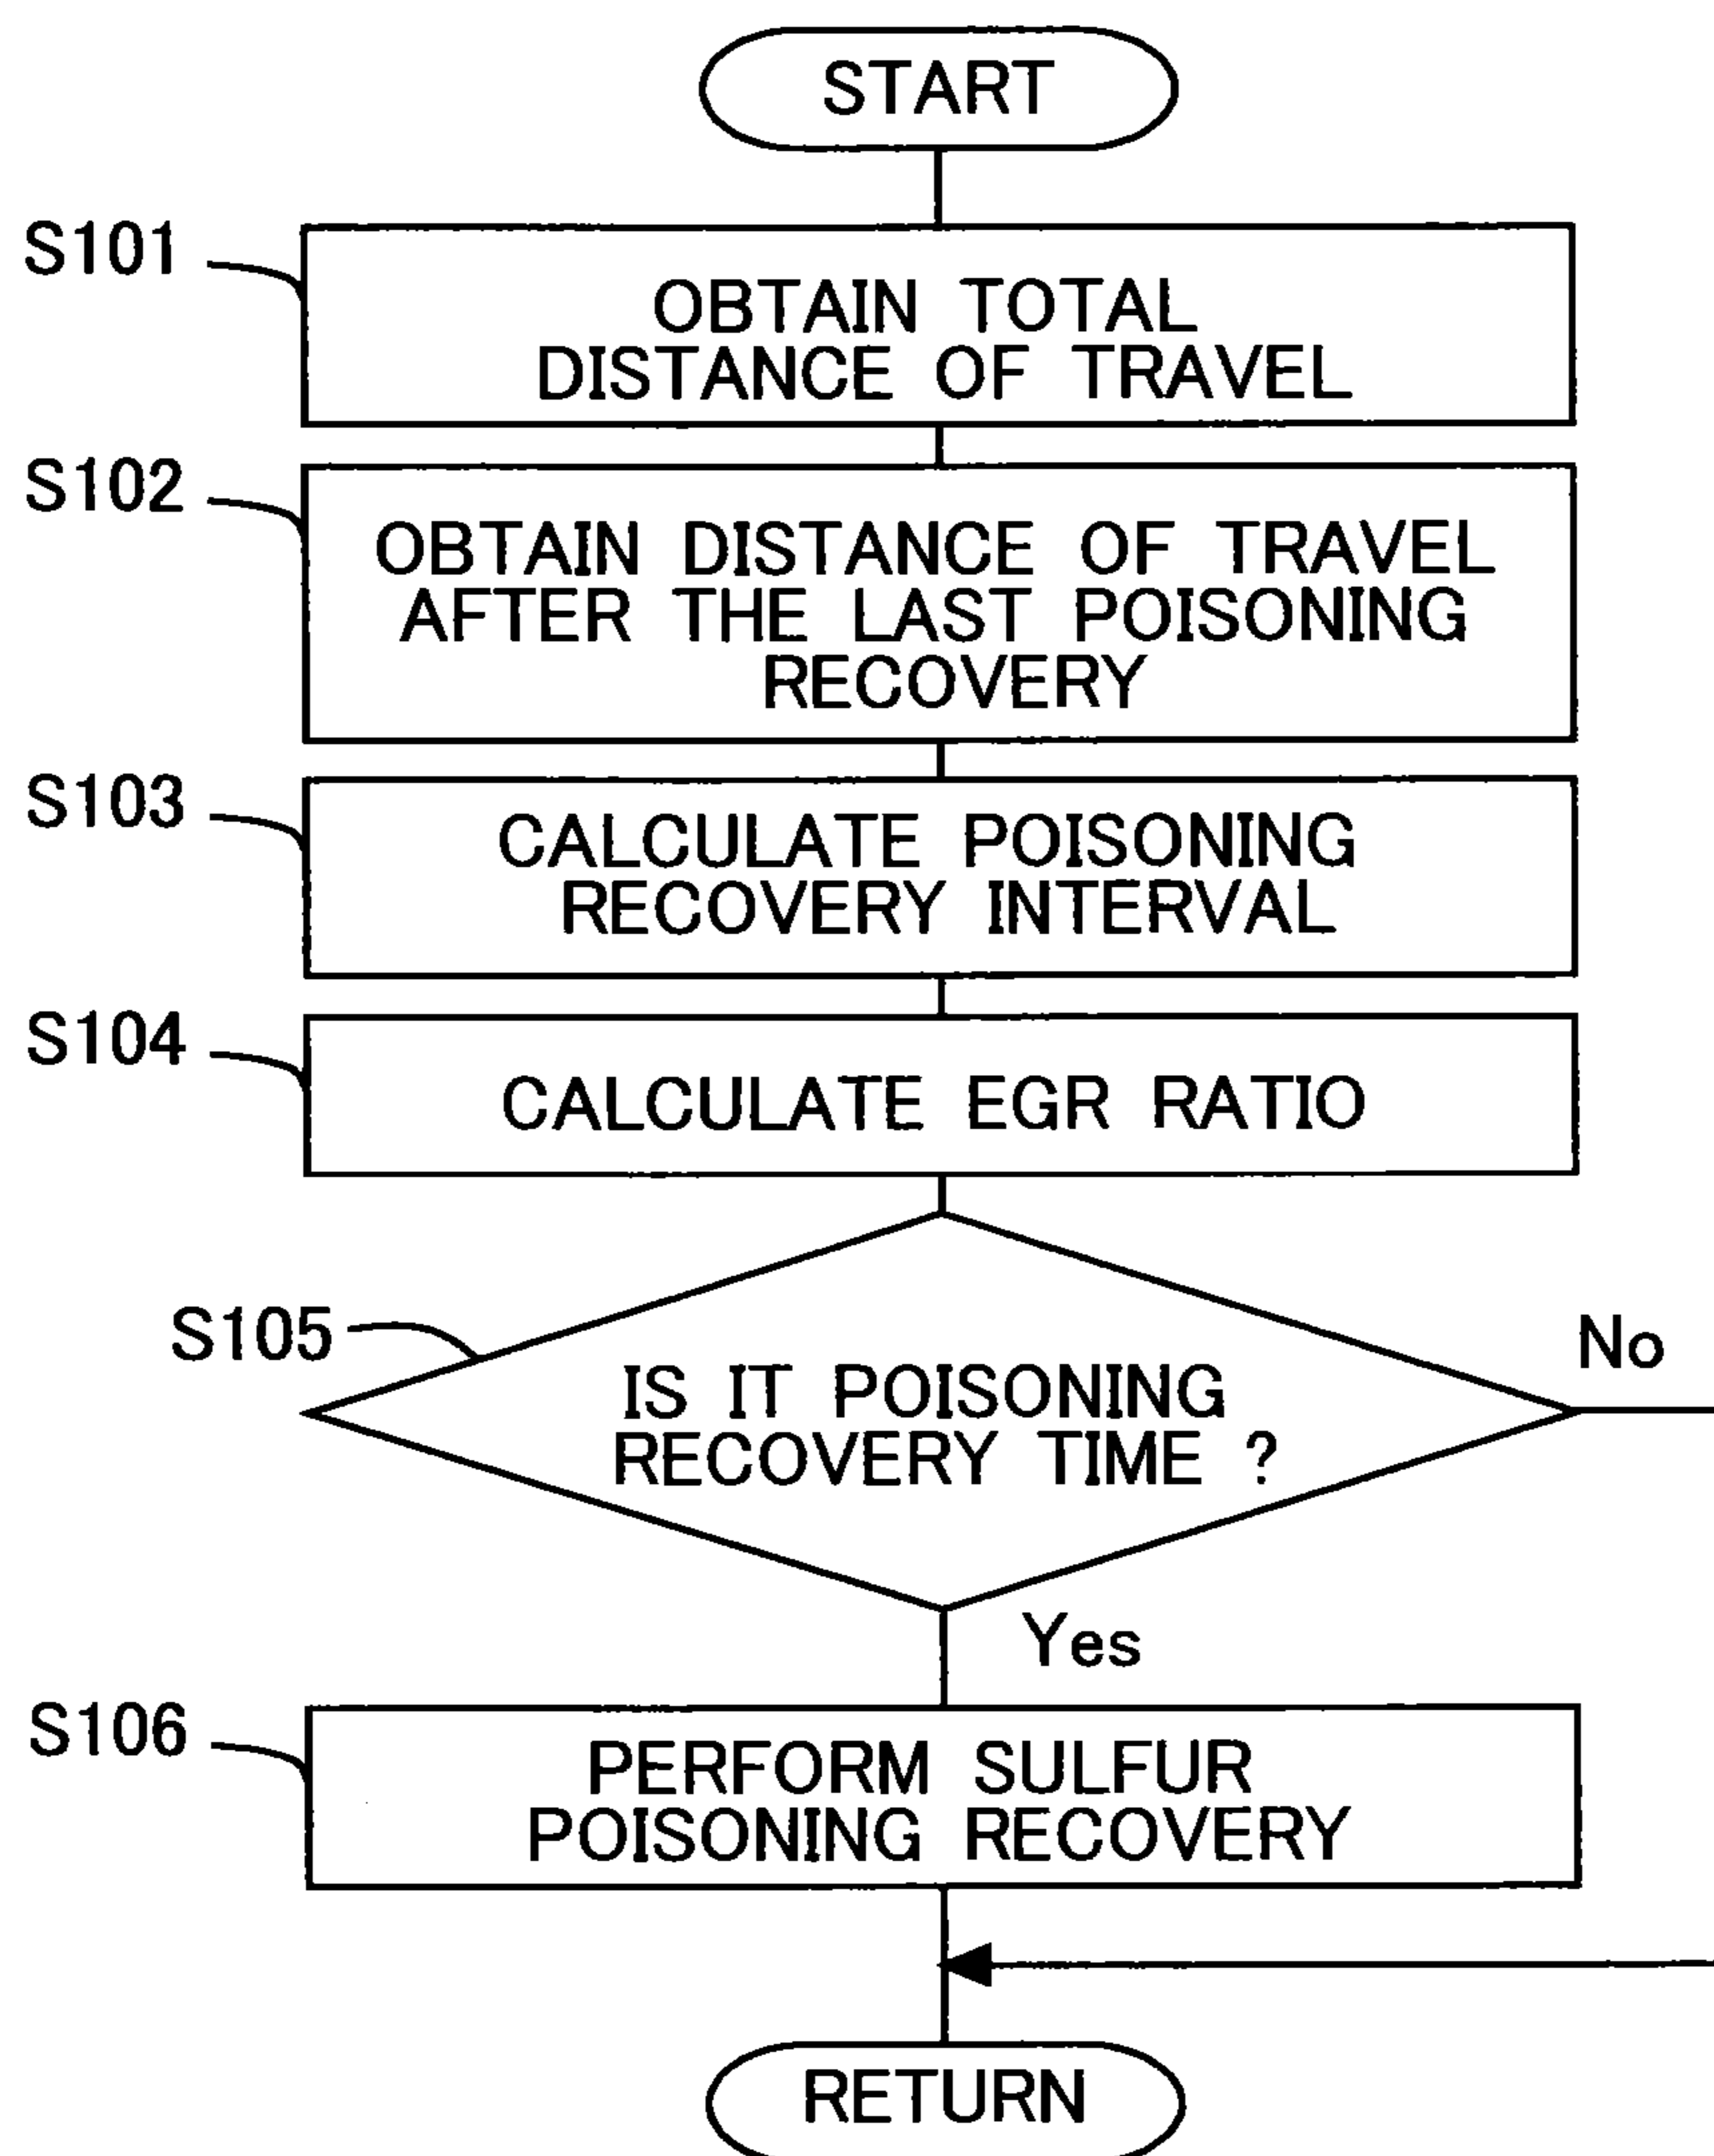 START
S101
OBTAIN TOTAL
DISTANCE OF TRAVEL
S102
OBTAIN DISTANCE OF TRAVEL
AFTER THE LAST POISONING
RECOVERY
S103
CALCULATE POISONING
RECOVERY INTERVAL
S104
CALCULATE EGR RATIO
S105
IS IT POISONING
RECOVERY TIME ?
No
Yes
S106
PERFORM SULFUR
POISONING RECOVERY
RETURN